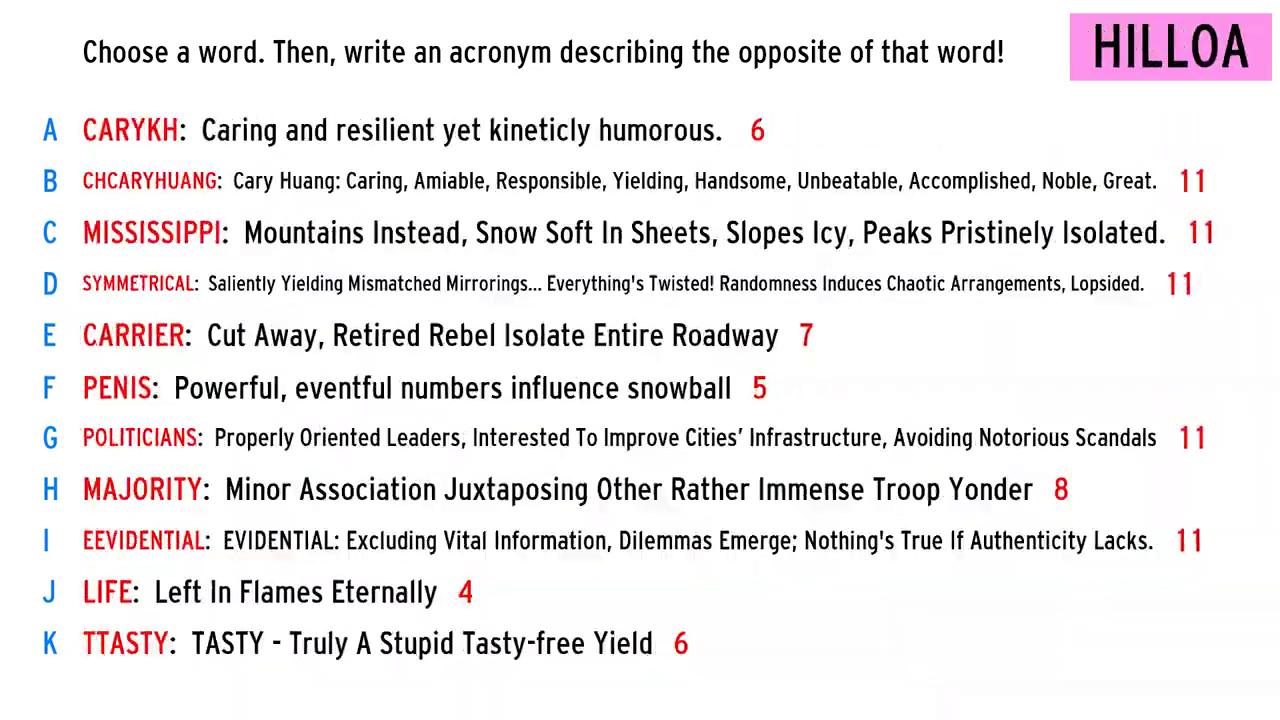 Choose a word. Then, write an acronym describing the opposite of that word!
HILLOA
A CARYKH: Caring and resilient yet kineticly humorous. 6
B CHCARYHUANG: Cary Huang: Caring, Amiable, Responsible, Yielding, Handsome, Unbeatable, Accomplished, Noble, Great. 11
C MISSISSIPPI: Mountains Instead, Snow Soft In Sheets, Slopes Icy, Peaks Pristinely Isolated. 11
D SYMMETRICAL: Saliently Yielding Mismatched Mirrorings... Everything's Twisted! Randomness Induces Chaotic Arrangements, Lopsided. 11
E CARRIER: Cut Away, Retired Rebel Isolate Entire Roadway 7
F PENIS: Powerful, eventful numbers influence snowball 5
G POLITICIANS: Properly Oriented Leaders, Interested To Improve Cities’ Infrastructure, Avoiding Notorious Scandals 11
H MAJORITY: Minor Association Juxtaposing Other Rather Immense Troop Yonder 8
I EEVIDENTIAL: EVIDENTIAL: Excluding Vital Information, Dilemmas Emerge; Nothing's True If Authenticity Lacks. 11
J LIFE: Left In Flames Eternally 4
K TTASTY: TASTY - Truly A Stupid Tasty-free Yield 6